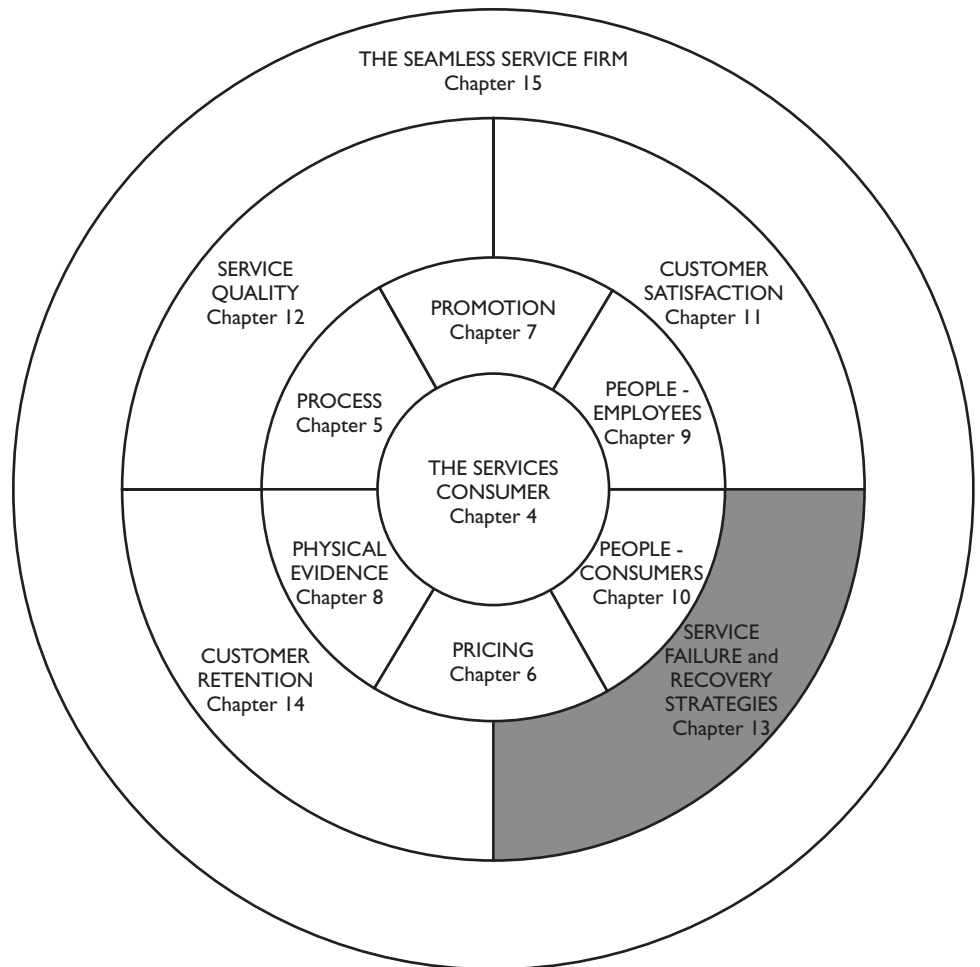 THE SEAMLESS SERVICE FIRM
Chapter 15
SERVICE
QUALITY
Chapter 12
CUSTOMER
SATISFACTION
Chapter 11
PROMOTION
Chapter 7
PROCESS
Chapter 5
PEOPLE -
EMPLOYEES
Chapter 9
THE SERVICES
CONSUMER
Chapter 4
PHYSICAL
EVIDENCE
Chapter 8
PEOPLE -
CONSUMERS
Chapter 10
PRICING
Chapter 6
CUSTOMER
RETENTION
Chapter 14
SERVICE
FAILURE and
RECOVERY
STRATEGIES
Chapter 13